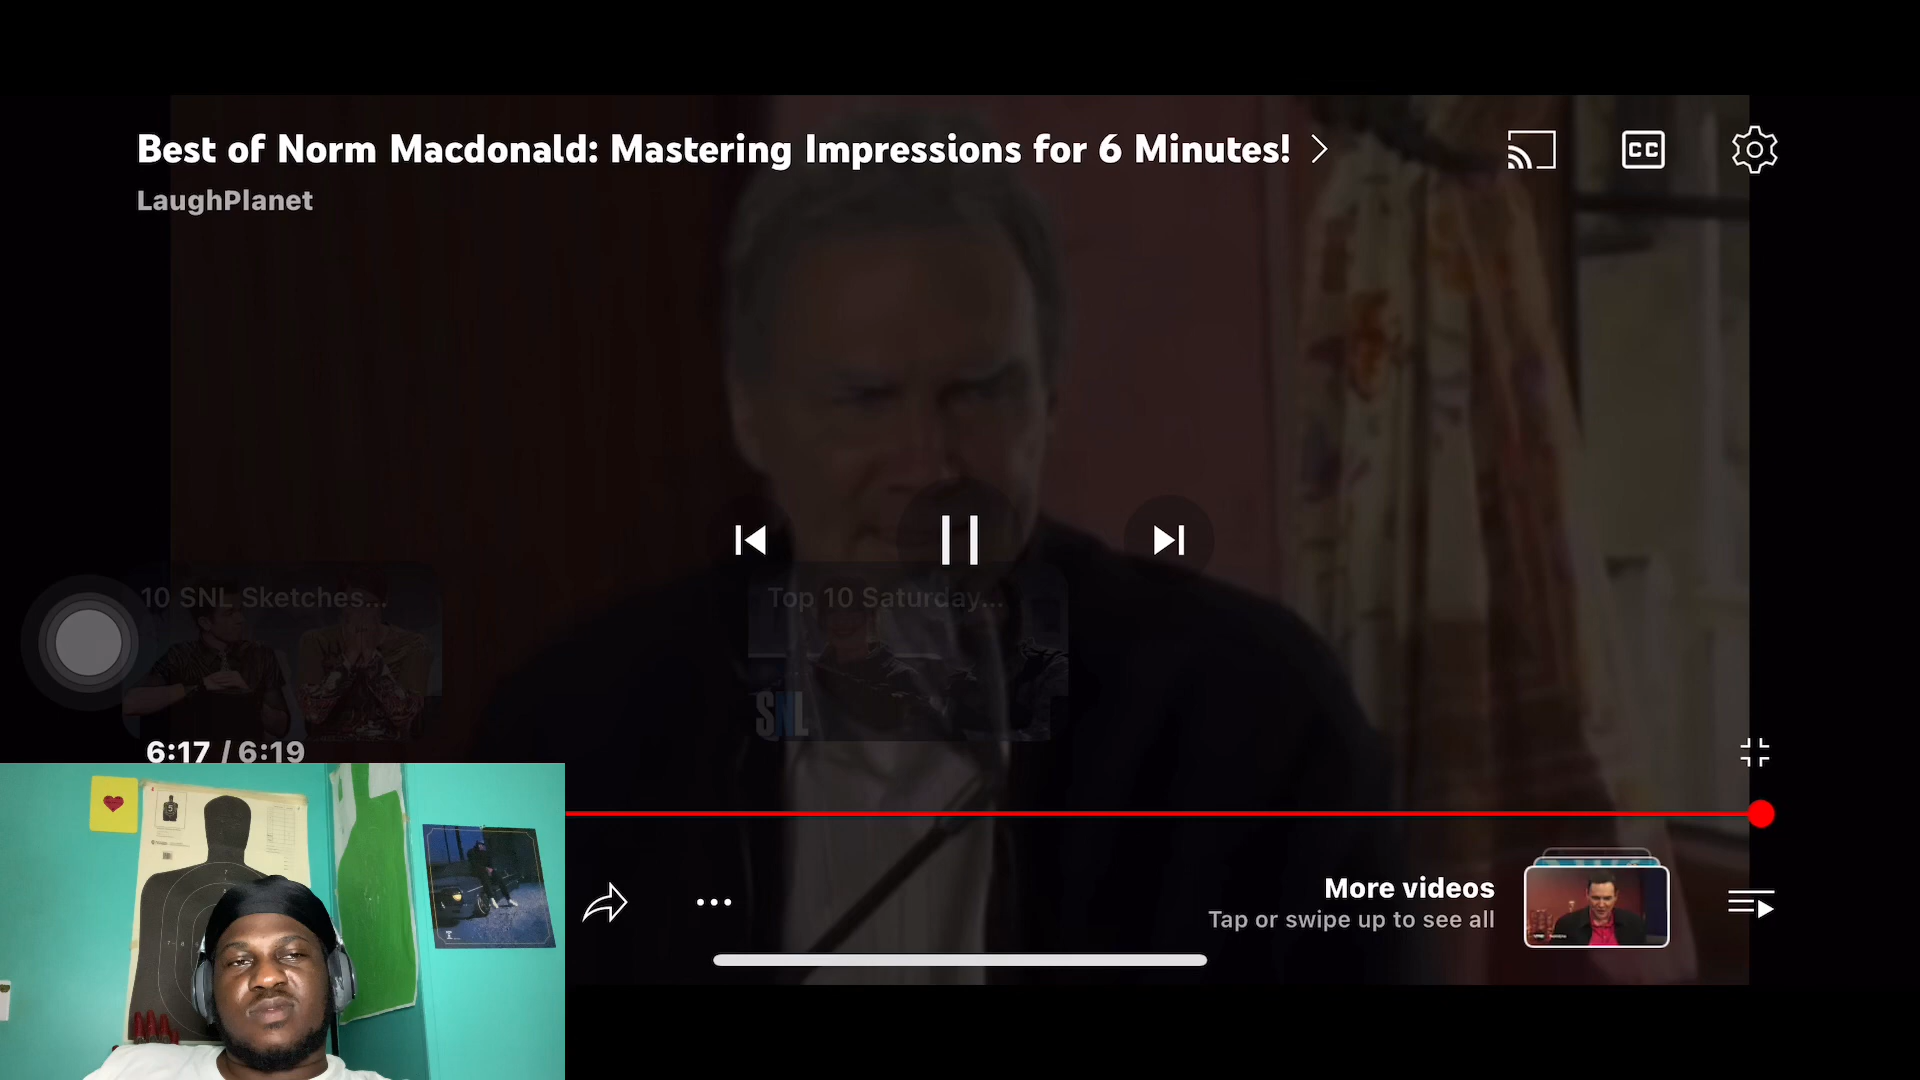 Best of Norm Macdonald: Mastering Impressions for 6 Minutes!
CC
LaughPlanet
10 SNL Sketches...
Top 10 Saturday...
SNL
6:17 / 6:19
More videos
Tap or swipe up to see all